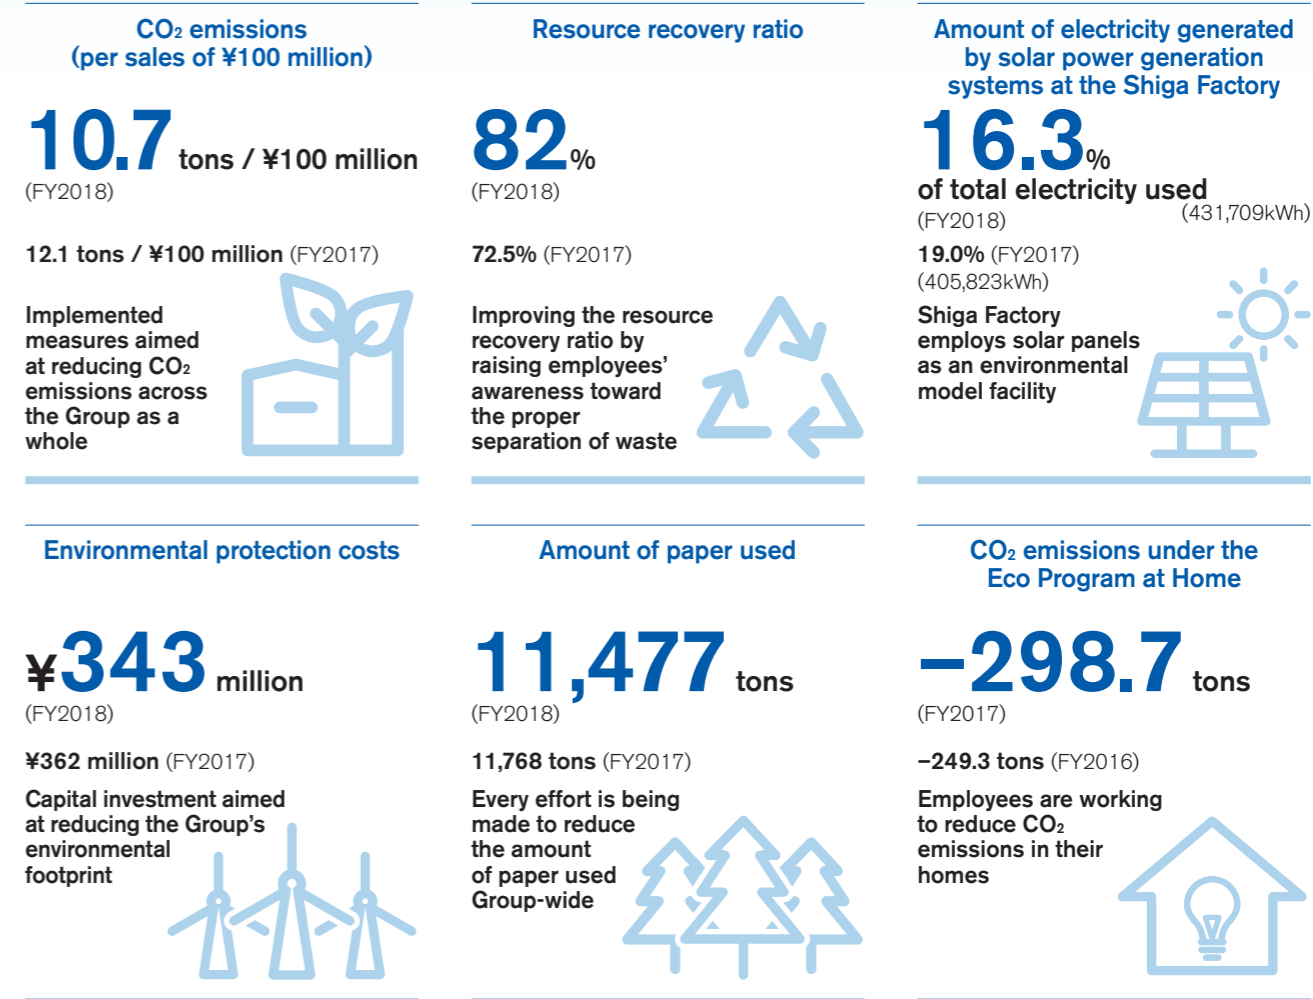 CO₂ emissions
(per sales of ¥100 million)
10.7 tons / ¥100 million
(FY2018)
12.1 tons / ¥100 million (FY2017)
Implemented
measures aimed
at reducing CO₂
emissions across
the Group as a
whole
Resource recovery ratio
82%
(FY2018)
72.5% (FY2017)
Improving the resource
recovery ratio by
raising employees’
awareness toward
the proper
separation of waste
Amount of electricity generated
by solar power generation
systems at the Shiga Factory
16.3%
of total electricity used
(FY2018) (431,709kWh)
19.0% (FY2017)
(405,823kWh)
Shiga Factory
employs solar panels
as an environmental
model facility
Environmental protection costs
¥343 million
(FY2018)
¥362 million (FY2017)
Capital investment aimed
at reducing the Group’s
environmental
footprint
Amount of paper used
11,477 tons
(FY2018)
11,768 tons (FY2017)
Every effort is being
made to reduce
the amount
of paper used
Group-wide
CO₂ emissions under the
Eco Program at Home
−298.7 tons
(FY2017)
−249.3 tons (FY2016)
Employees are working
to reduce CO₂
emissions in their
homes